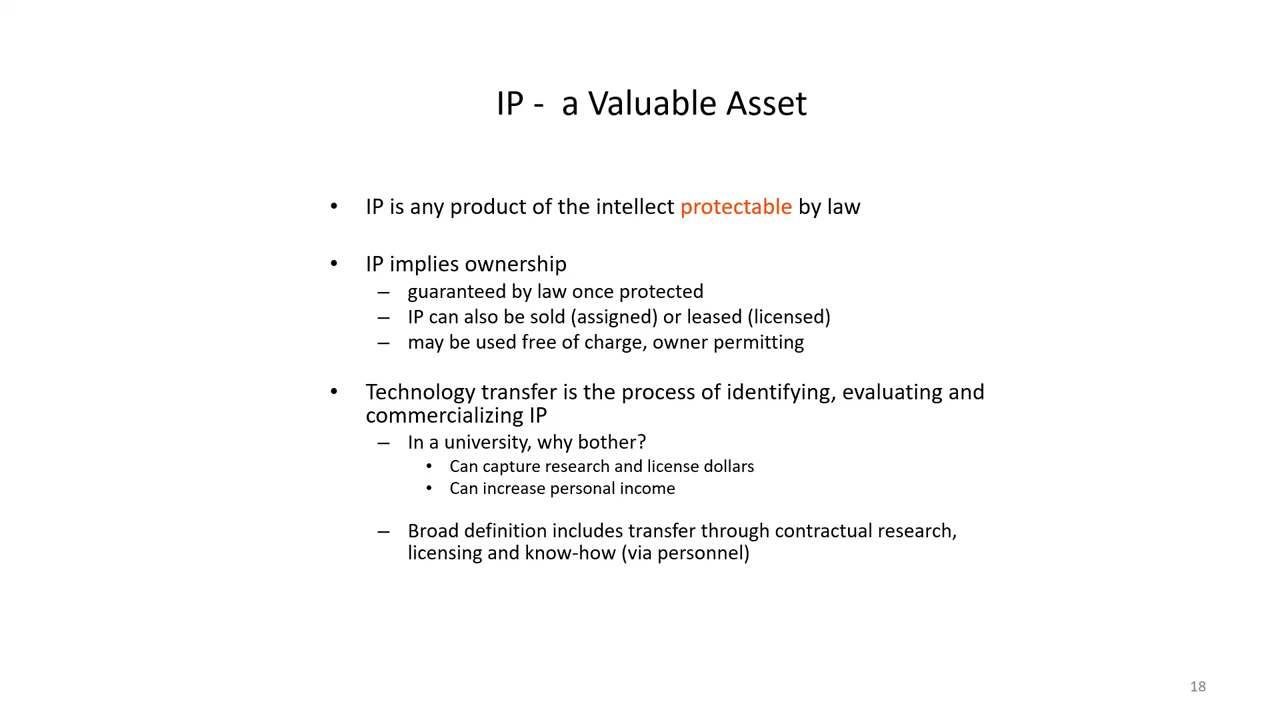 IP -  a Valuable Asset
• IP is any product of the intellect protectable by law
• IP implies ownership
– guaranteed by law once protected
– IP can also be sold (assigned) or leased (licensed)
– may be used free of charge, owner permitting
• Technology transfer is the process of identifying, evaluating and
commercializing IP
– In a university, why bother?
• Can capture research and license dollars
• Can increase personal income
– Broad definition includes transfer through contractual research,
licensing and know-how (via personnel)
18